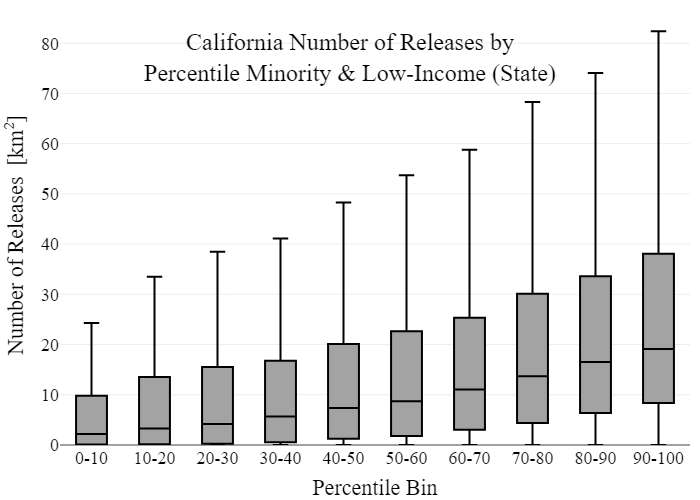 California Number of Releases by
Percentile Minority & Low-Income (State)
Number of Releases [km²]
80
70
60
50
40
30
20
10
0
0-10 10-20 20-30 30-40 40-50 50-60 60-70 70-80 80-90 90-100
Percentile Bin